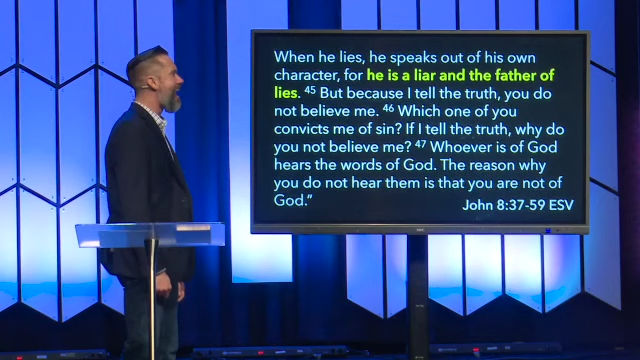 When he lies, he speaks out of his own
character, for he is a liar and the father of
lies. 45 But because I tell the truth, you do
not believe me. 46 Which one of you
convicts me of sin? If I tell the truth, why do
you not believe me? 47 Whoever is of God
hears the words of God. The reason why
you do not hear them is that you are not of
God.”
John 8:37-59 ESV